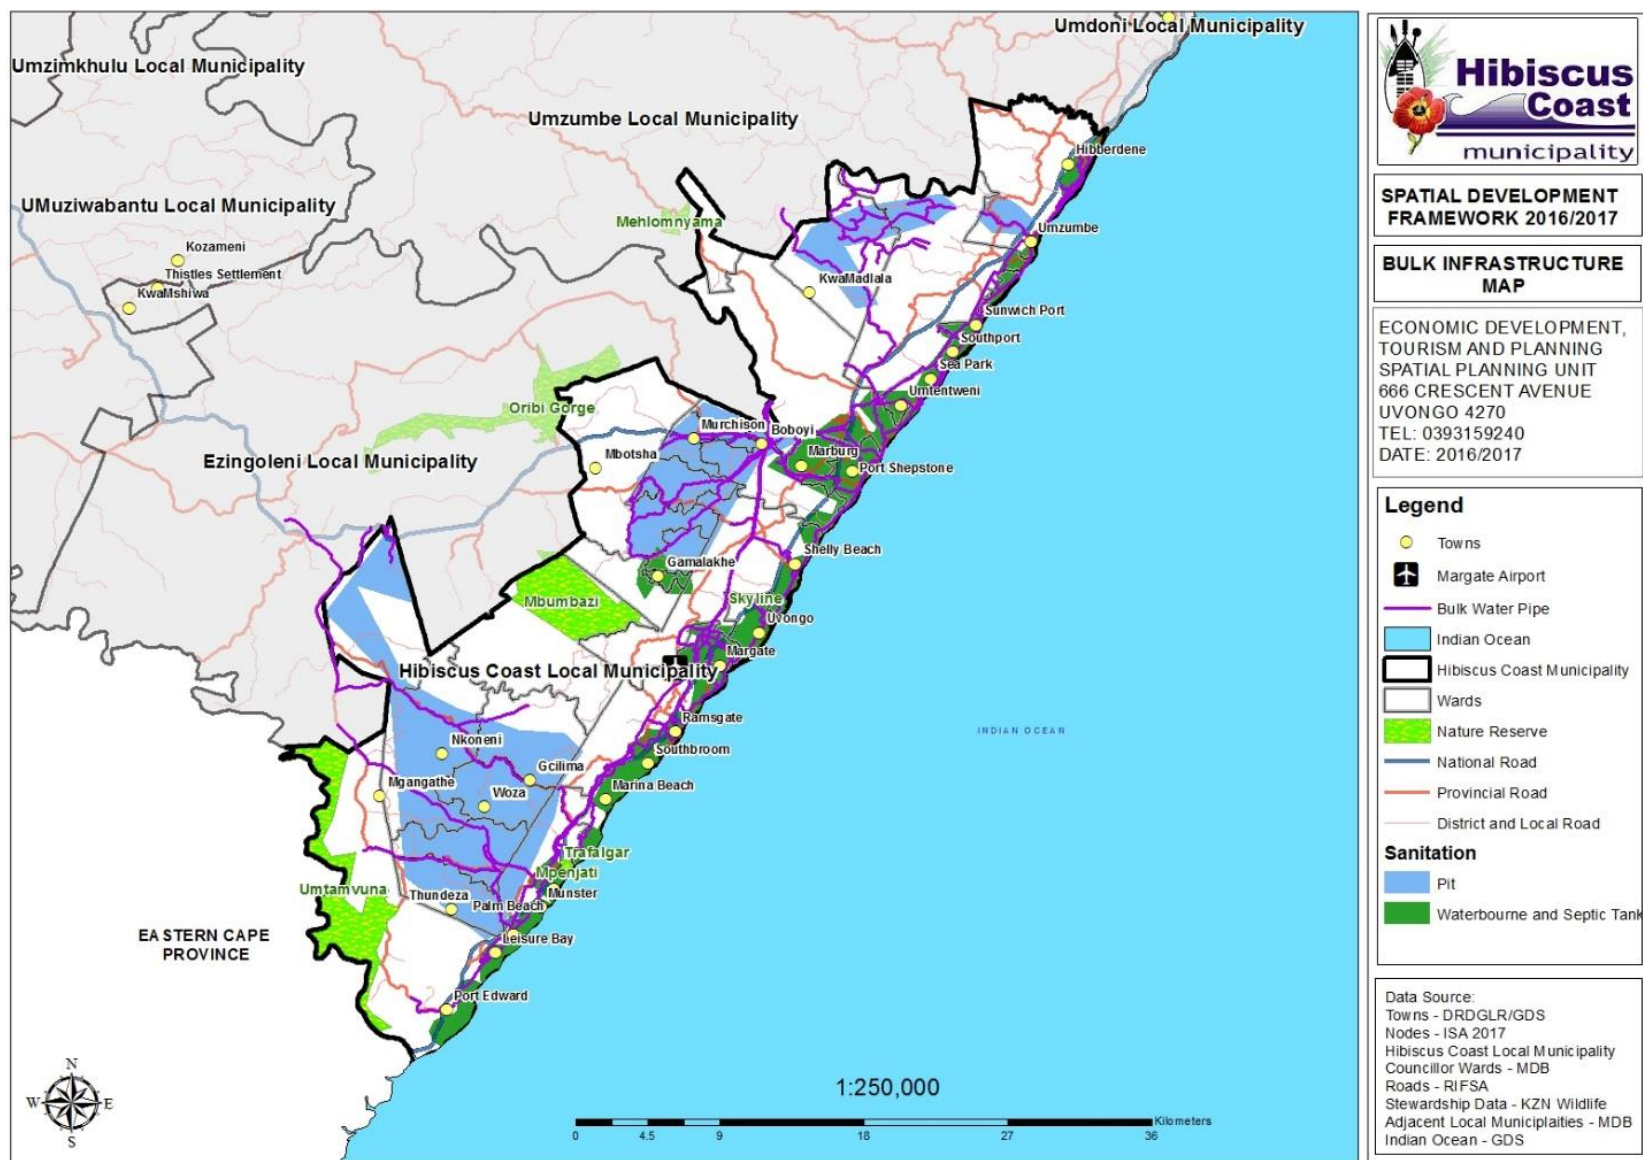 Umdoni Local Municipality
Umzimkhulu Local Municipality
Umzumbe Local Municipality
Hibberdene
UMuziwabantu Local Municipality
Mehlomnyama
Umzumbe
Kozameni
Thistles Settlement
KwaMshiwa
KwaMadlala
Sunwich Port
Southport
Sea Park
Umtentweni
Oribi Gorge
Murchison
Boboyi
Mbotsha
Marburg
Port Shepstone
Ezingoleni Local Municipality
Shelly Beach
Gamalakhe
Mbumbazi
Skyline
Uvongo
Margate
Hibiscus Coast Local Municipality
Ramsgate
INDIAN OCEAN
Nkoneni
Southbroom
Gcilima
Mgangathe
Woza
Marina Beach
Trafalgar
Mpenjati
Umtamvuna
Munster
Thundeza
Palm Beach
EASTERN CAPE
PROVINCE
Leisure Bay
Port Edward
N
W
E
S
1:250,000
Kilometers
0
4.5
9
18
27
36
Hibiscus
Coast
municipality
SPATIAL DEVELOPMENT
FRAMEWORK 2016/2017
BULK INFRASTRUCTURE
MAP
ECONOMIC DEVELOPMENT,
TOURISM AND PLANNING
SPATIAL PLANNING UNIT
666 CRESCENT AVENUE
UVONGO 4270
TEL: 0393159240
DATE: 2016/2017
Legend
Towns
Margate Airport
Bulk Water Pipe
Indian Ocean
Hibiscus Coast Municipality
Wards
Nature Reserve
National Road
Provincial Road
District and Local Road
Sanitation
Pit
Waterbourne and Septic Tank
Data Source:
Towns - DRDGLR/GDS
Nodes - ISA 2017
Hibiscus Coast Local Municipality
Councillor Wards - MDB
Roads - RIFSA
Stewardship Data - KZN Wildlife
Adjacent Local Municiplaities - MDB
Indian Ocean - GDS